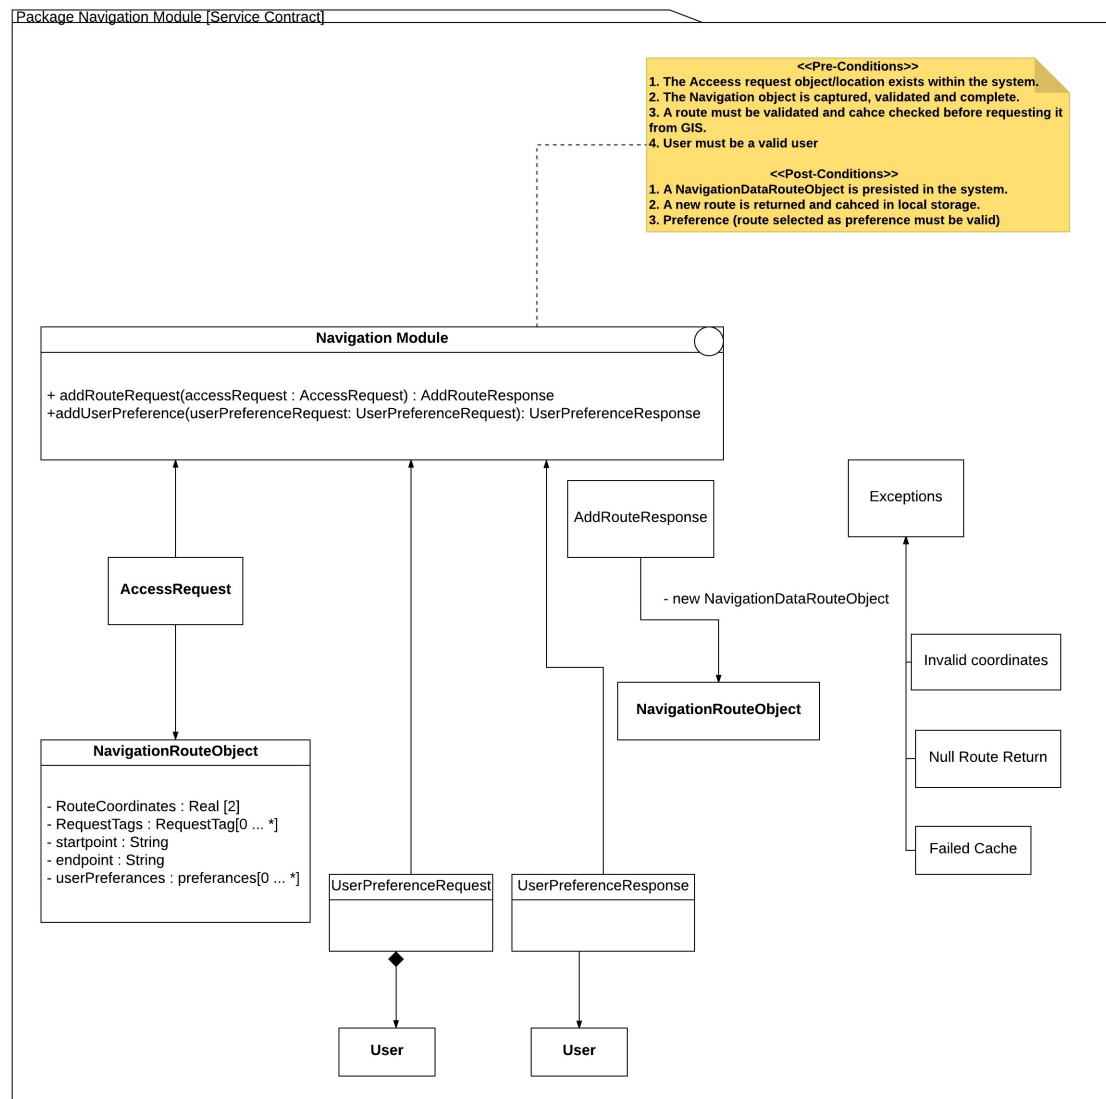 Package Navigation Module [Service Contract]
<<Pre-Conditions>>
1. The Acceess request object/location exists within the system.
2. The Navigation object is captured, validated and complete.
3. A route must be validated and cahce checked before requesting it
from GIS.
4. User must be a valid user
<<Post-Conditions>>
1. A NavigationDataRouteObject is presisted in the system.
2. A new route is returned and cahced in local storage.
3. Preference (route selected as preference must be valid)
Navigation Module
+ addRouteRequest(accessRequest : AccessRequest) : AddRouteResponse
+addUserPreference(userPreferenceRequest: UserPreferenceRequest): UserPreferenceResponse
Exceptions
AddRouteResponse
AccessRequest
- new NavigationDataRouteObject
Invalid coordinates
NavigationRouteObject
NavigationRouteObject
- RouteCoordinates : Real [2]
- RequestTags : RequestTag[0 ... *]
- startpoint : String
- endpoint : String
- userPreferances : preferances[0 ... *]
Null Route Return
Failed Cache
UserPreferenceRequest
UserPreferenceResponse
User
User